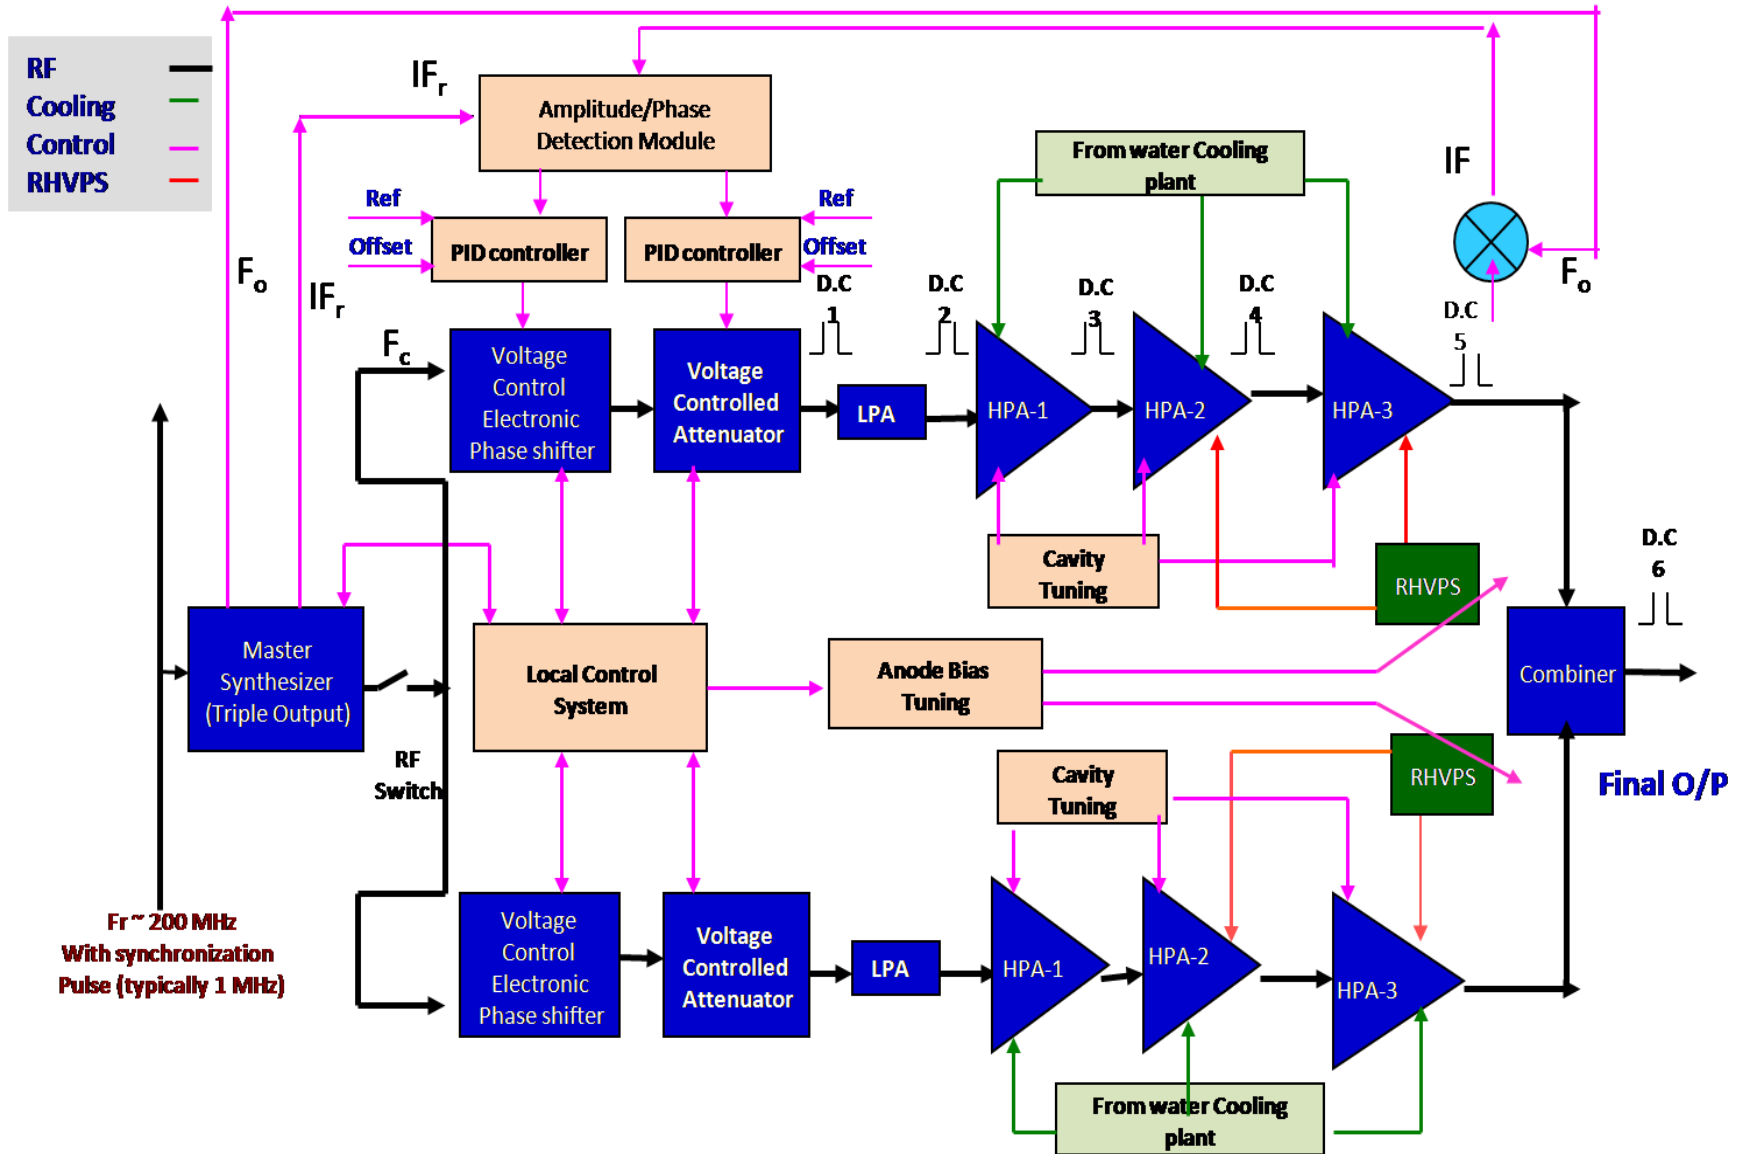 RF
Cooling
Control
RHVPS
IFr
Amplitude/Phase
Detection Module
From water Cooling
plant
IF
Ref
Offset
PID controller
PID controller
Ref
Offset
Fo
IFr
Fo
D.C
1
D.C
2
D.C
3
D.C
4
D.C
5
Fc
Voltage
Control
Electronic
Phase shifter
Voltage
Controlled
Attenuator
LPA
HPA-1
HPA-2
HPA-3
Cavity
Tuning
RHVPS
D.C
6
Master
Synthesizer
(Triple Output)
Local Control
System
Anode Bias
Tuning
Combiner
RF
Switch
Cavity
Tuning
RHVPS
Final O/P
Fr ~ 200 MHz
With synchronization
Pulse (typically 1 MHz)
Voltage
Control
Electronic
Phase shifter
Voltage
Controlled
Attenuator
LPA
HPA-1
HPA-2
HPA-3
From water Cooling
plant